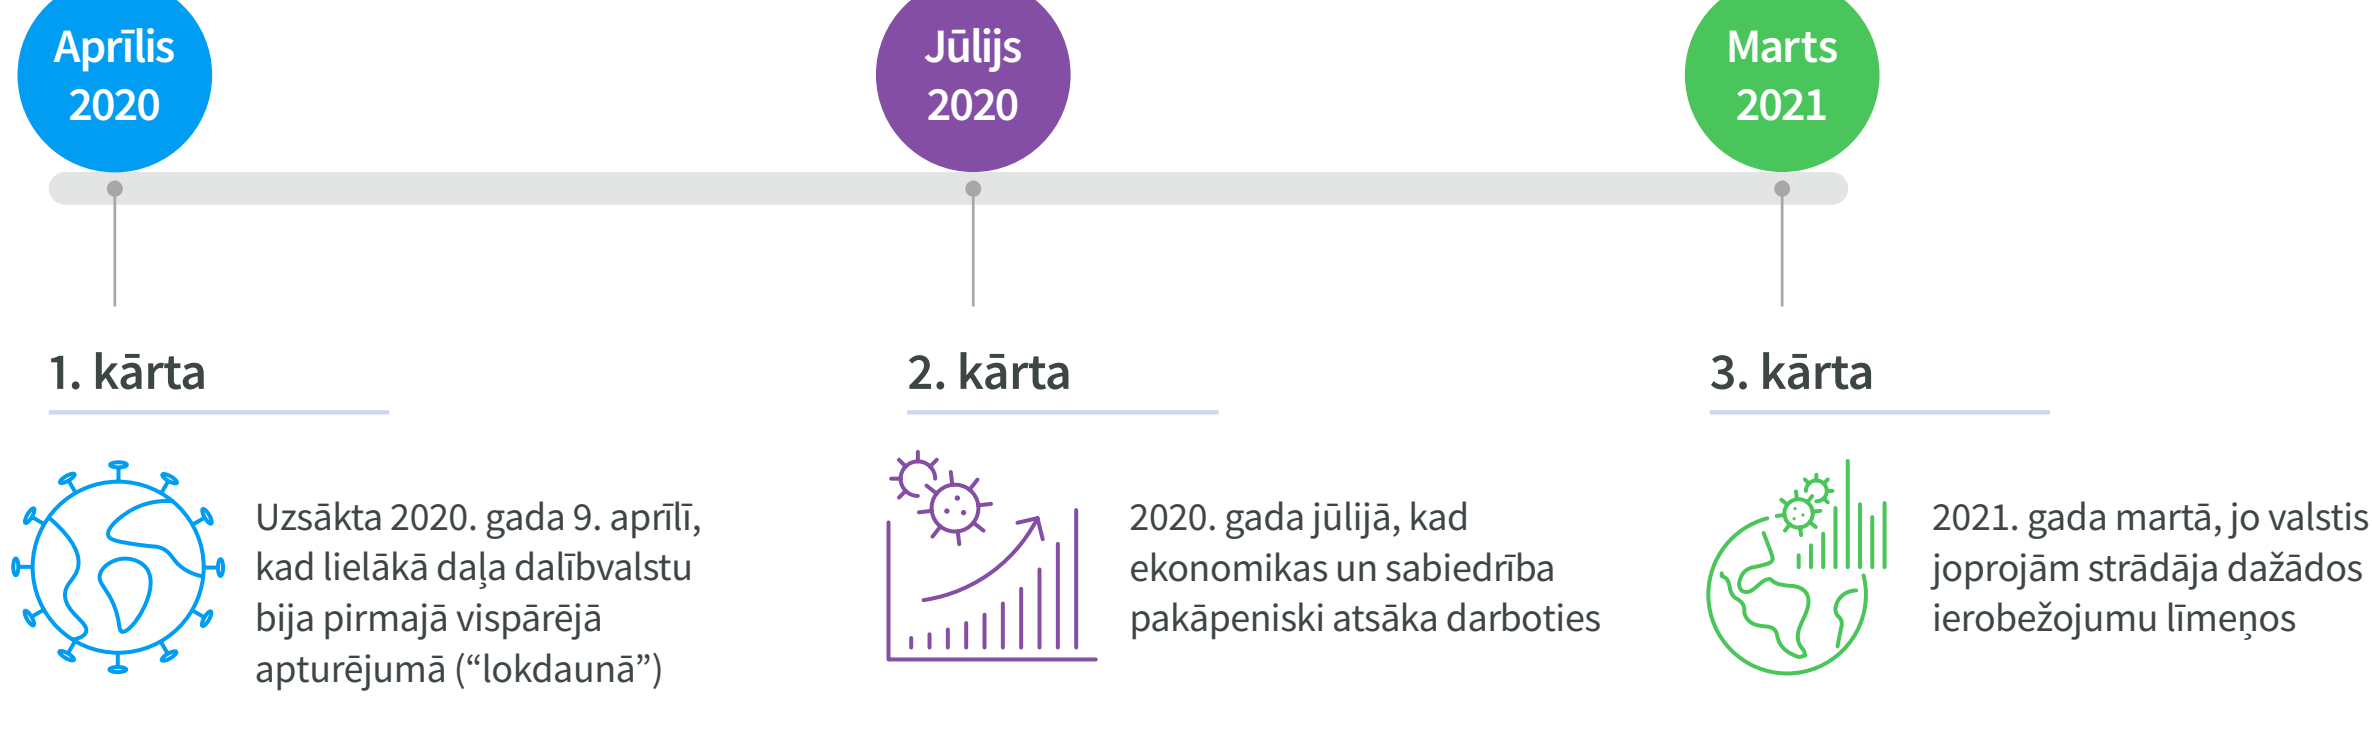 Aprīlis
2020
Jūlijs
2020
Marts
2021
1. kārta
Uzsākta 2020. gada 9. aprīlī,
kad lielākā daļa dalībvalstu
bija pirmajā vispārējā
apturējumā (“lokdaunā”)
2. kārta
2020. gada jūlijā, kad
ekonomikas un sabiedrība
pakāpeniski atsāka darboties
3. kārta
2021. gada martā, jo valstis
joprojām strādāja dažādos
ierobežojumu līmeņos